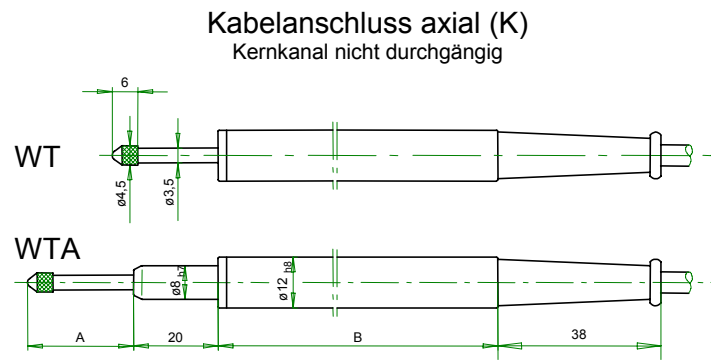 Kabelanschluss axial (K)
Kernkanal nicht durchgängig
6
WT
ø4,5
ø3,5
WTA
ø8 h7
ø12 h8
A
20
B
38